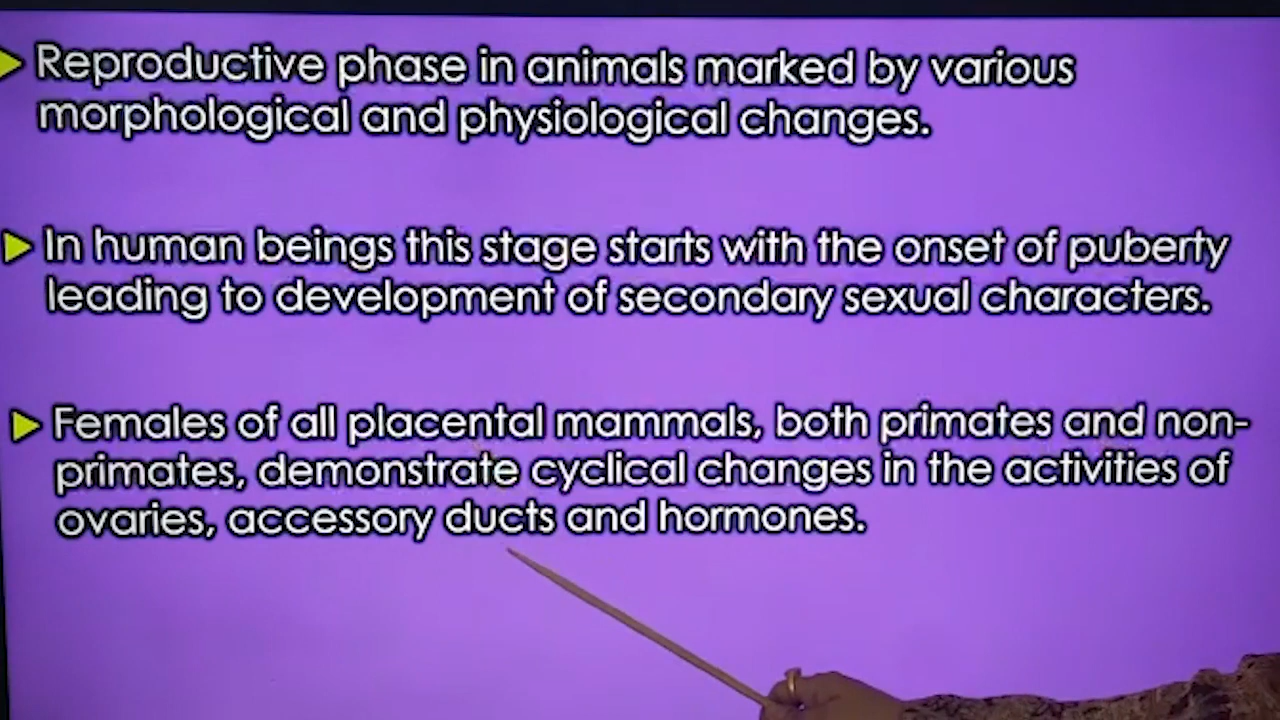 Reproductive phase in animals marked by various
morphological and physiological changes.
In human beings this stage starts with the onset of puberty
leading to development of secondary sexual characters.
Females of all placental mammals, both primates and non-
primates, demonstrate cyclical changes in the activities of
ovaries, accessory ducts and hormones.